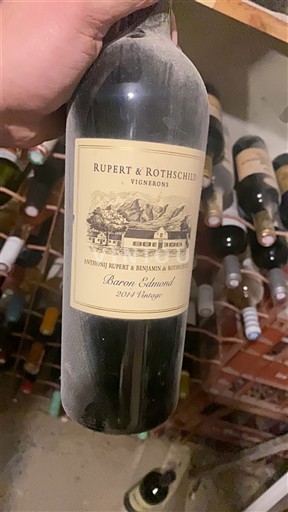 RUPERT & ROTHSCHILD
VIGNERONS
ANTHONIJ RUPERT & BENJAMIN de ROTHSCHILD
Baron Edmond
2014 Vintage